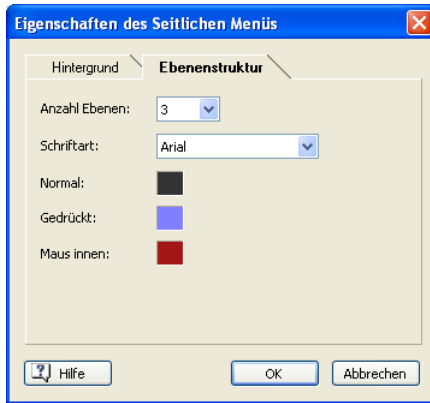 Eigenschaften des Seitlichen Menüs
Hintergrund Ebenenstruktur
Anzahl Ebenen: 3
Schriftart: Arial
Normal:
Gedrückt:
Maus innen:
Hilfe OK Abbrechen